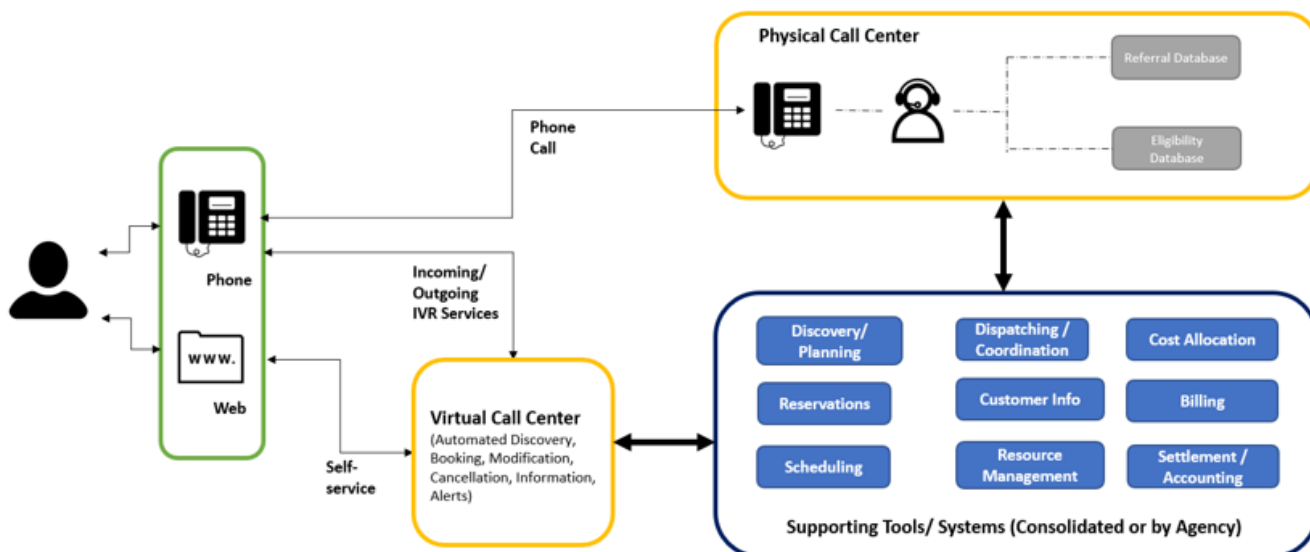 Physical Call Center
Referral Database
Eligibility
Database
Phone
Call
Phone
www.
Web
Incoming/
Outgoing
IVR Services
Self-
service
Virtual Call Center
(Automated Discovery,
Booking, Modification,
Cancellation, Information,
Alerts)
Discovery/
Planning
Dispatching /
Coordination
Cost Allocation
Reservations
Customer Info
Billing
Scheduling
Resource
Management
Settlement /
Accounting
Supporting Tools/ Systems (Consolidated or by Agency)